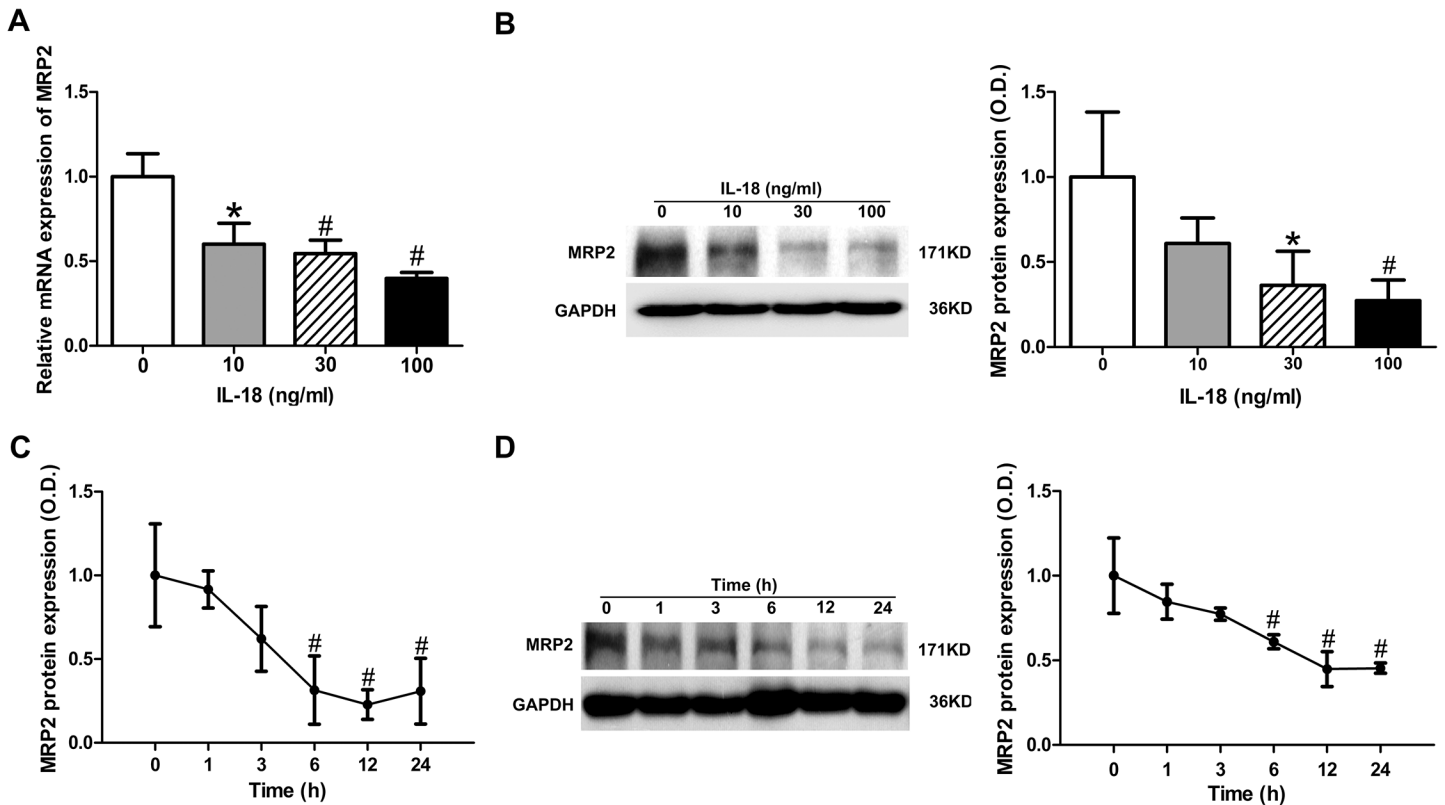 A
Relative mRNA expression of MRP2
1.5
1.0
0.5
0.0
*
#
#
0 10 30 100
IL-18 (ng/ml)
B
IL-18 (ng/ml)
0 10 30 100
MRP2 171KD
GAPDH 36KD
MRP2 protein expression (O.D.)
1.5
1.0
0.5
0.0
*
#
0 10 30 100
IL-18 (ng/ml)
C
MRP2 protein expression (O.D.)
1.5
1.0
0.5
0.0
# # #
0 1 3 6 12 24
Time (h)
D
Time (h)
0 1 3 6 12 24
MRP2 171KD
GAPDH 36KD
MRP2 protein expression (O.D.)
1.5
1.0
0.5
0.0
# # #
0 1 3 6 12 24
Time (h)